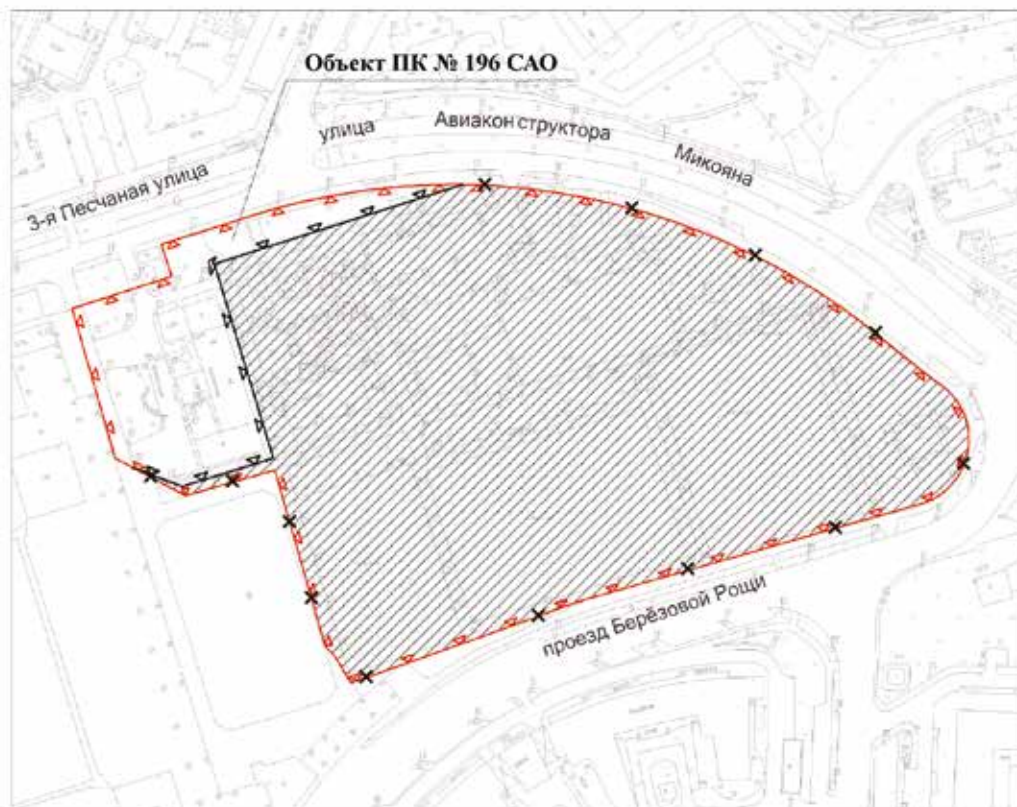 Объект ПК № 196 САО
улица Авиаконструктора Микояна
3-я Песчаная улица
проезд Берёзовой Рощи